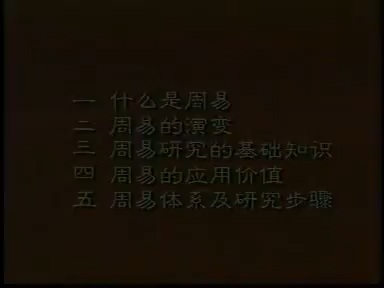 一 什么是周易
二 周易的演变
三 周易研究的基础知识
四 周易的应用价值
五 周易体系及研究步骤